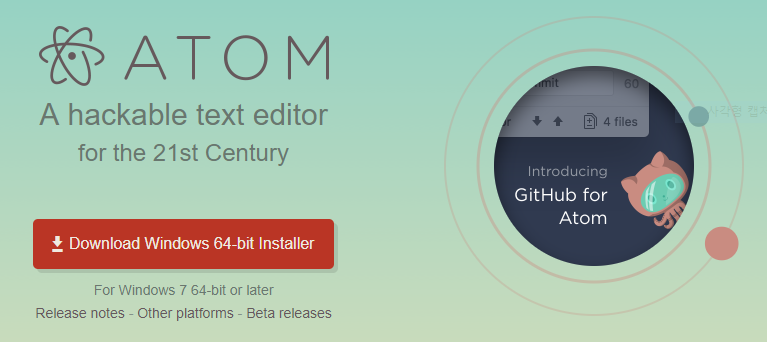 ATOM
A hackable text editor
for the 21st Century
Download Windows 64-bit Installer
For Windows 7 64-bit or later
Release notes - Other platforms - Beta releases
60
4 files
Introducing
GitHub for
Atom